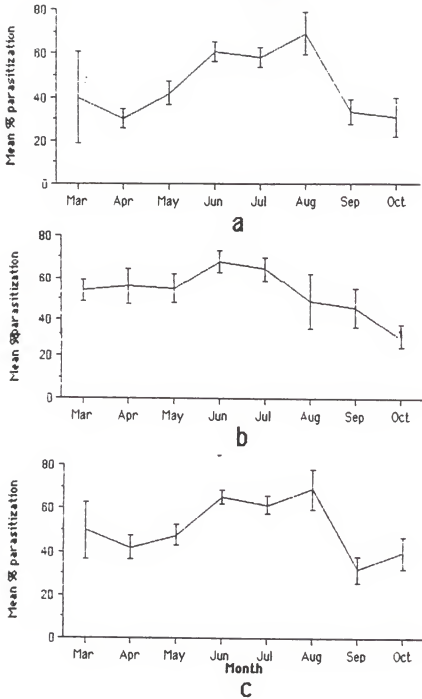 80
60
40
20
0
Mean % parasitization
Mar Apr May Jun Jul Aug Sep Oct
a
80
60
40
20
0
Mean %parasitization
Mar Apr May Jun Jul Aug Sep Oct
b
80
60
40
20
0
Mean % parasitization
Mar Apr May Jun Jul Aug Sep Oct
Month
C